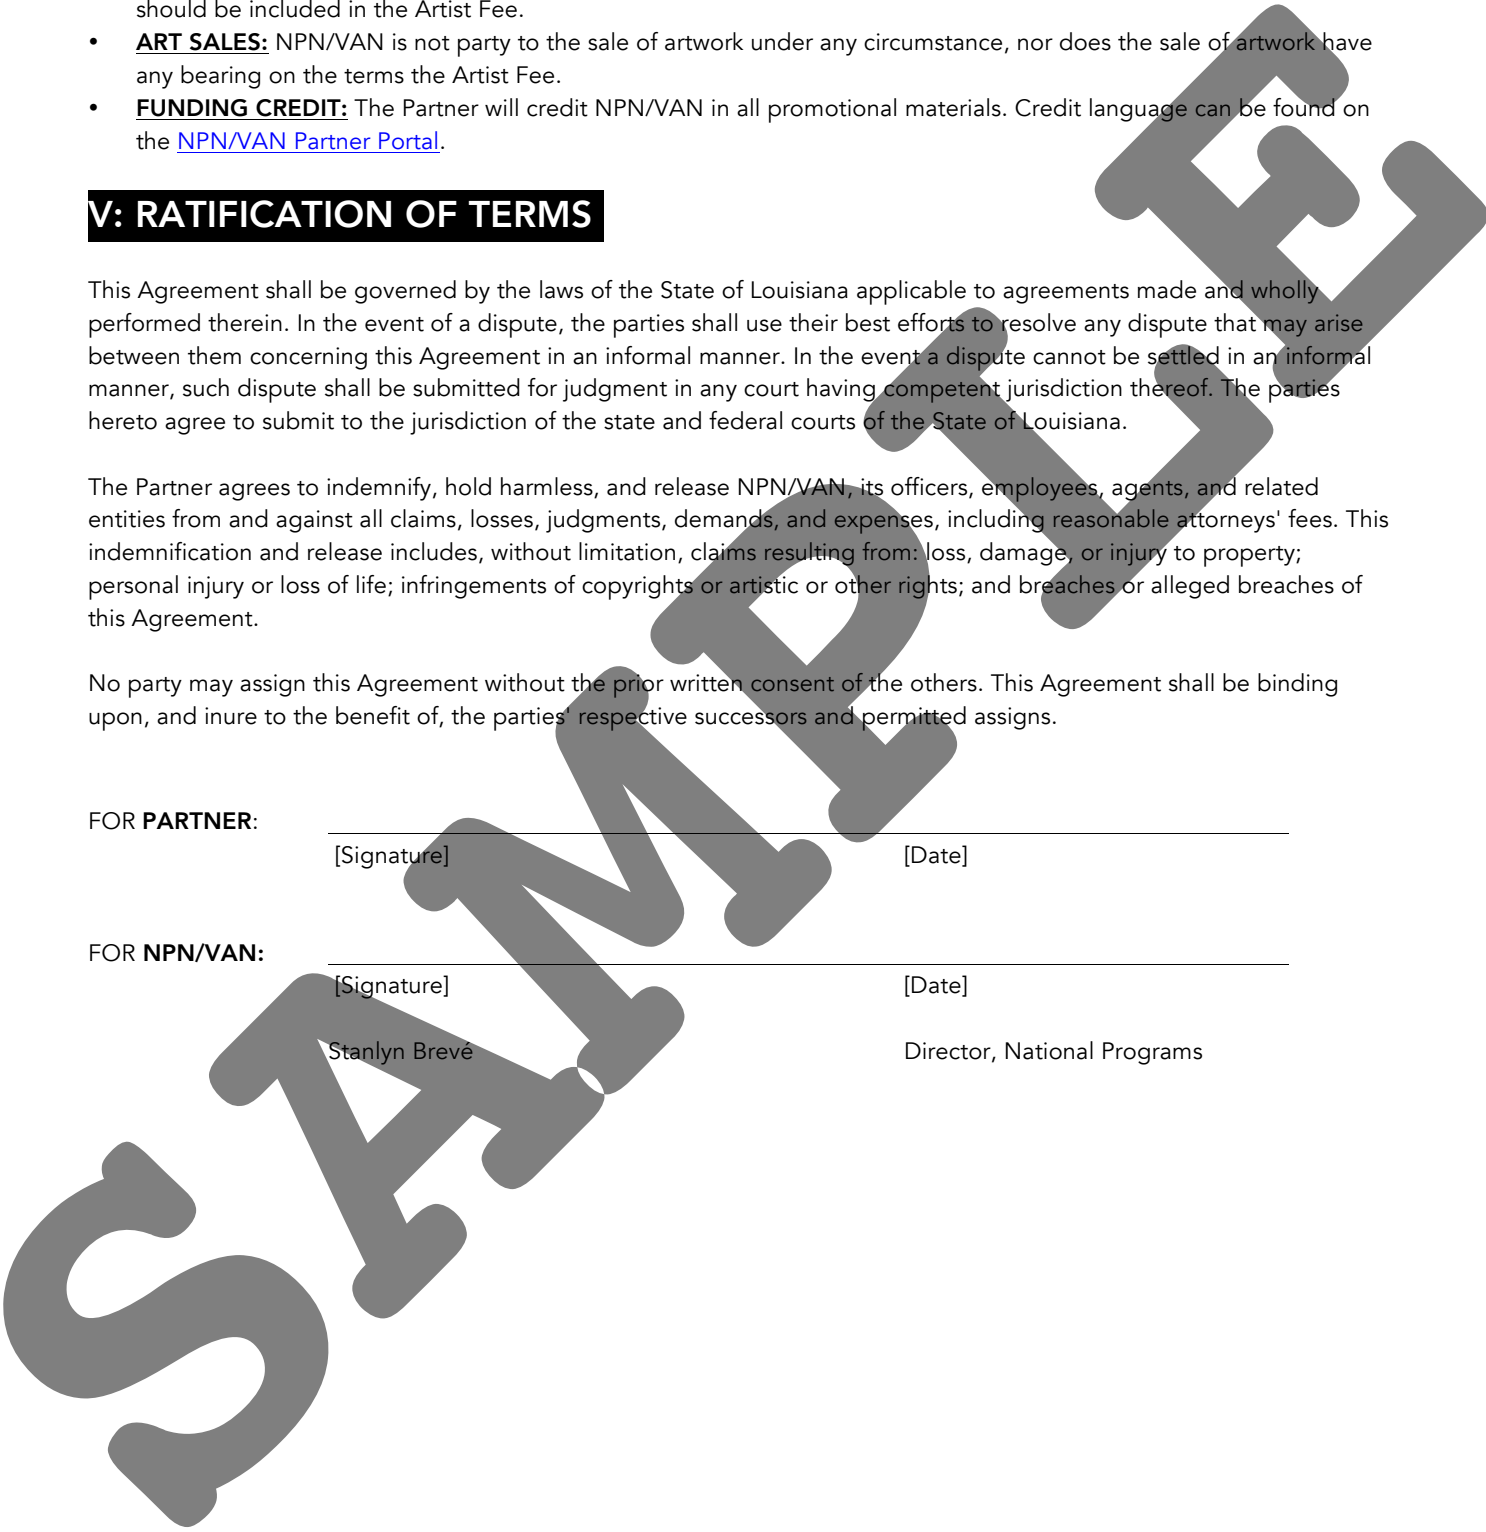 should be included in the Artist Fee.
• ART SALES: NPN/VAN is not party to the sale of artwork under any circumstance, nor does the sale of artwork have
any bearing on the terms the Artist Fee.
• FUNDING CREDIT: The Partner will credit NPN/VAN in all promotional materials. Credit language can be found on
the NPN/VAN Partner Portal.
V: RATIFICATION OF TERMS
This Agreement shall be governed by the laws of the State of Louisiana applicable to agreements made and wholly
performed therein. In the event of a dispute, the parties shall use their best efforts to resolve any dispute that may arise
between them concerning this Agreement in an informal manner. In the event a dispute cannot be settled in an informal
manner, such dispute shall be submitted for judgment in any court having competent jurisdiction thereof. The parties
hereto agree to submit to the jurisdiction of the state and federal courts of the State of Louisiana.
The Partner agrees to indemnify, hold harmless, and release NPN/VAN, its officers, employees, agents, and related
entities from and against all claims, losses, judgments, demands, and expenses, including reasonable attorneys' fees. This
indemnification and release includes, without limitation, claims resulting from: loss, damage, or injury to property;
personal injury or loss of life; infringements of copyrights or artistic or other rights; and breaches or alleged breaches of
this Agreement.
No party may assign this Agreement without the prior written consent of the others. This Agreement shall be binding
upon, and inure to the benefit of, the parties' respective successors and permitted assigns.
FOR PARTNER:
[Signature] [Date]
FOR NPN/VAN:
[Signature] [Date]
Stanlyn Brevé Director, National Programs
SAMPLE